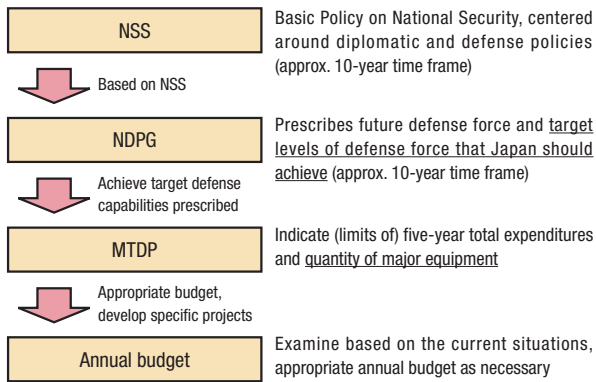 NSS
Basic Policy on National Security, centered
around diplomatic and defense policies
(approx. 10-year time frame)
Based on NSS
NDPG
Prescribes future defense force and target
levels of defense force that Japan should
achieve (approx. 10-year time frame)
Achieve target defense
capabilities prescribed
MTDP
Indicate (limits of) five-year total expenditures
and quantity of major equipment
Appropriate budget,
develop specific projects
Annual budget
Examine based on the current situations,
appropriate annual budget as necessary